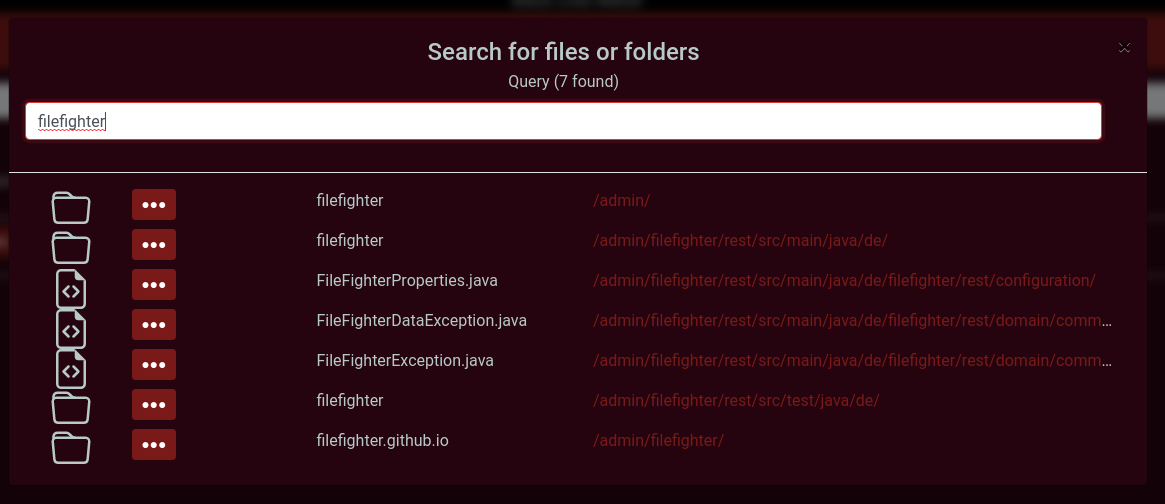 Search for files or folders
Query (7 found)
filefighter
filefighter /admin/
filefighter /admin/filefighter/rest/src/main/java/de/
FileFighterProperties.java /admin/filefighter/rest/src/main/java/de/filefighter/rest/configuration/
FileFighterDataException.java /admin/filefighter/rest/src/main/java/de/filefighter/rest/domain/comm...
FileFighterException.java /admin/filefighter/rest/src/main/java/de/filefighter/rest/domain/comm...
filefighter /admin/filefighter/rest/src/test/java/de/
filefighter.github.io /admin/filefighter/